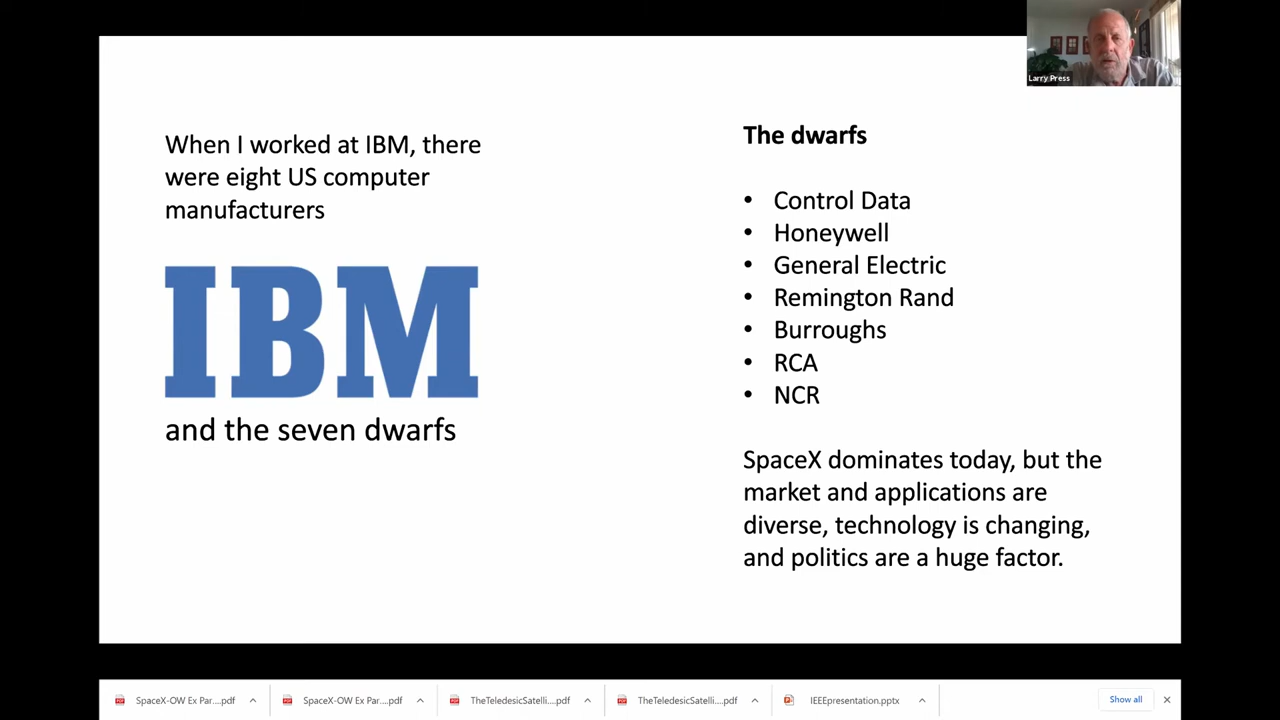 Larry Press
When I worked at IBM, there
were eight US computer
manufacturers
IBM
and the seven dwarfs
The dwarfs
• Control Data
• Honeywell
• General Electric
• Remington Rand
• Burroughs
• RCA
• NCR
SpaceX dominates today, but the
market and applications are
diverse, technology is changing,
and politics are a huge factor.
SpaceX-OW Ex Par....pdf
SpaceX-OW Ex Par....pdf
TheTeledesicSatelli....pdf
TheTeledesicSatelli....pdf
IEEEpresentation.pptx
Show all